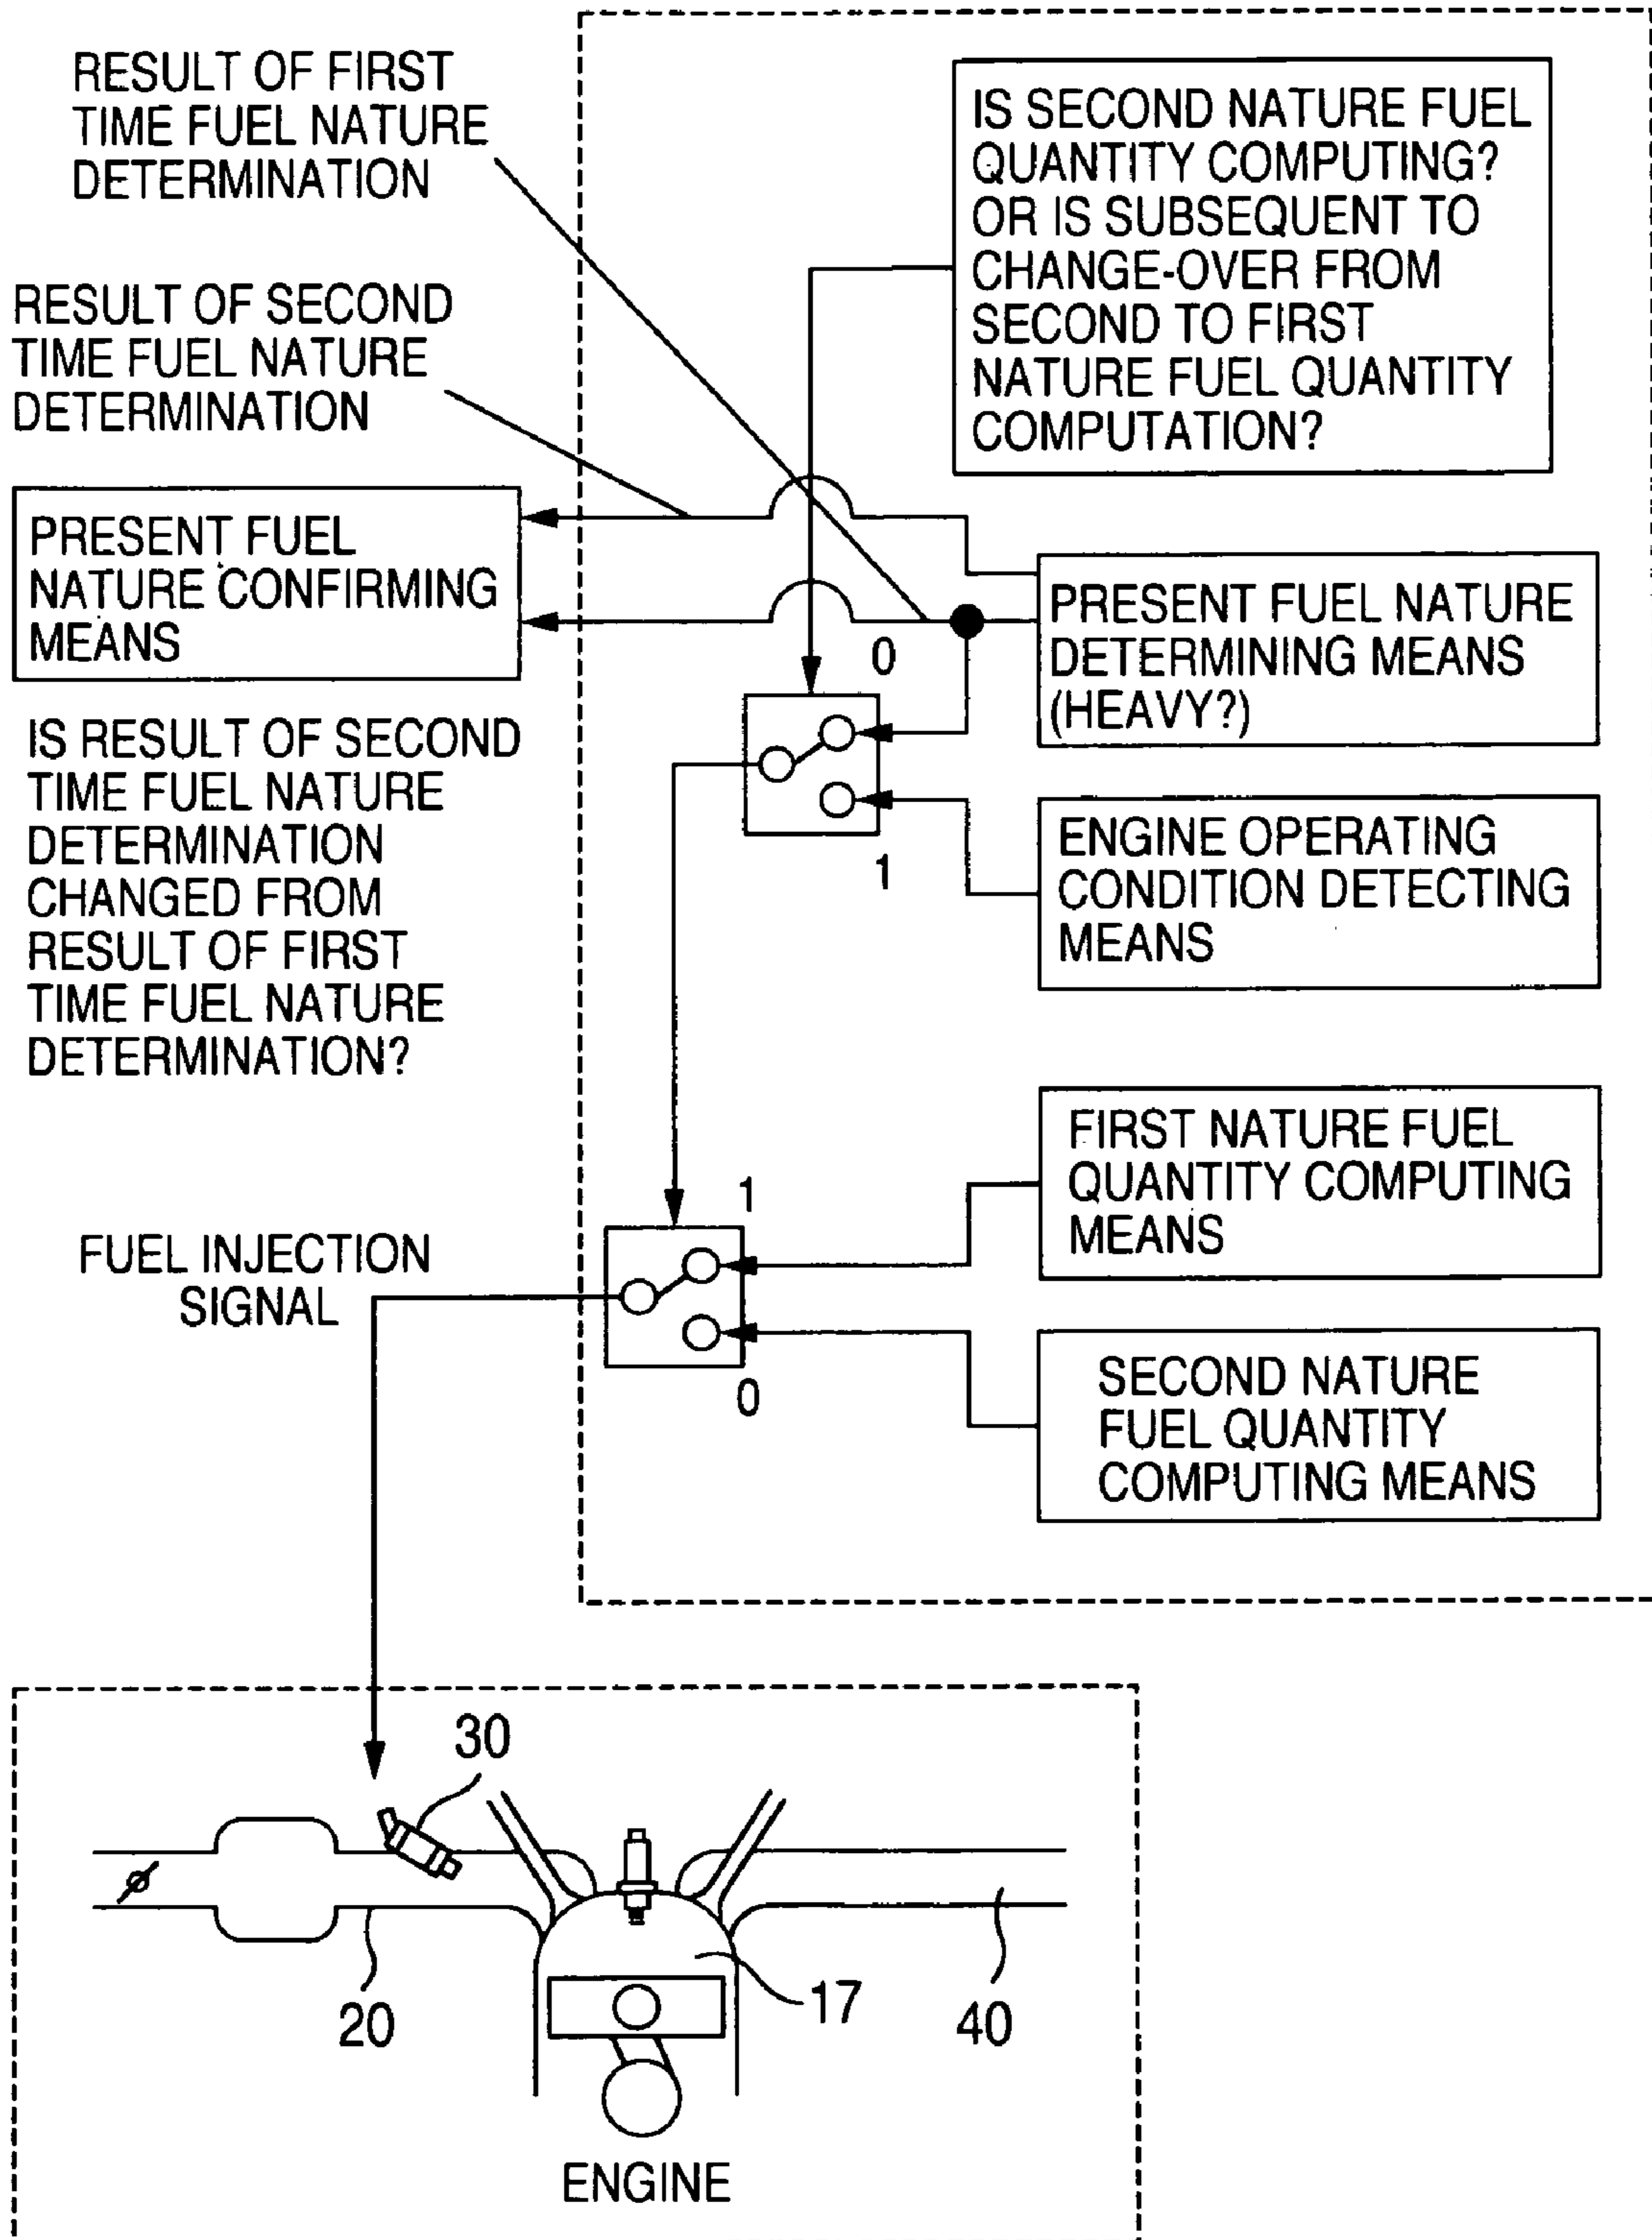 RESULT OF FIRST
TIME FUEL NATURE
DETERMINATION
IS SECOND NATURE FUEL
QUANTITY COMPUTING?
OR IS SUBSEQUENT TO
CHANGE-OVER FROM
SECOND TO FIRST
NATURE FUEL QUANTITY
COMPUTATION?
RESULT OF SECOND
TIME FUEL NATURE
DETERMINATION
PRESENT FUEL
NATURE CONFIRMING
MEANS
PRESENT FUEL NATURE
DETERMINING MEANS
(HEAVY?)
0
1
IS RESULT OF SECOND
TIME FUEL NATURE
DETERMINATION
CHANGED FROM
RESULT OF FIRST
TIME FUEL NATURE
DETERMINATION?
ENGINE OPERATING
CONDITION DETECTING
MEANS
FIRST NATURE FUEL
QUANTITY COMPUTING
MEANS
1
0
FUEL INJECTION
SIGNAL
SECOND NATURE
FUEL QUANTITY
COMPUTING MEANS
30
20
17
40
ENGINE